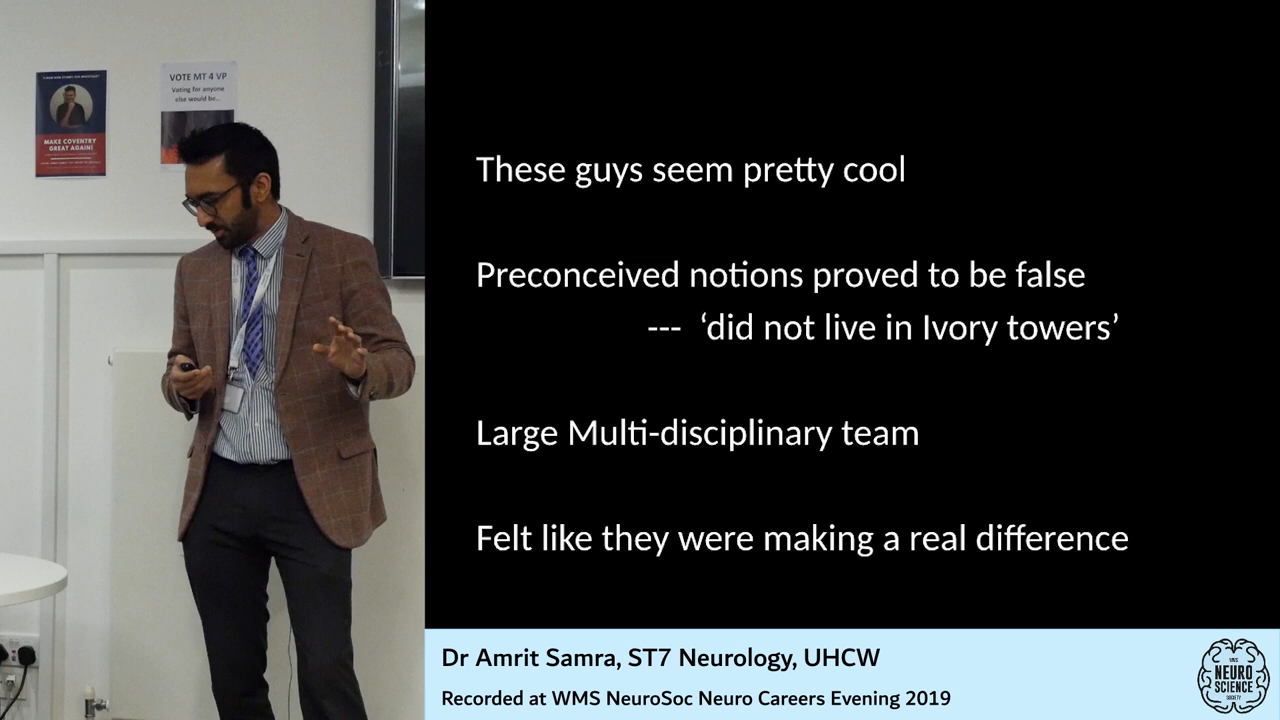 VOTE MT 4 VP
Voting for anyone
else would be...
MAKE COVENTRY
GREAT AGAIN!
These guys seem pretty cool
Preconceived notions proved to be false
--- ‘did not live in Ivory towers’
Large Multi-disciplinary team
Felt like they were making a real difference
Dr Amrit Samra, ST7 Neurology, UHCW
Recorded at WMS NeuroSoc Neuro Careers Evening 2019
WMS
NEURO
SCIENCE
SOCIETY